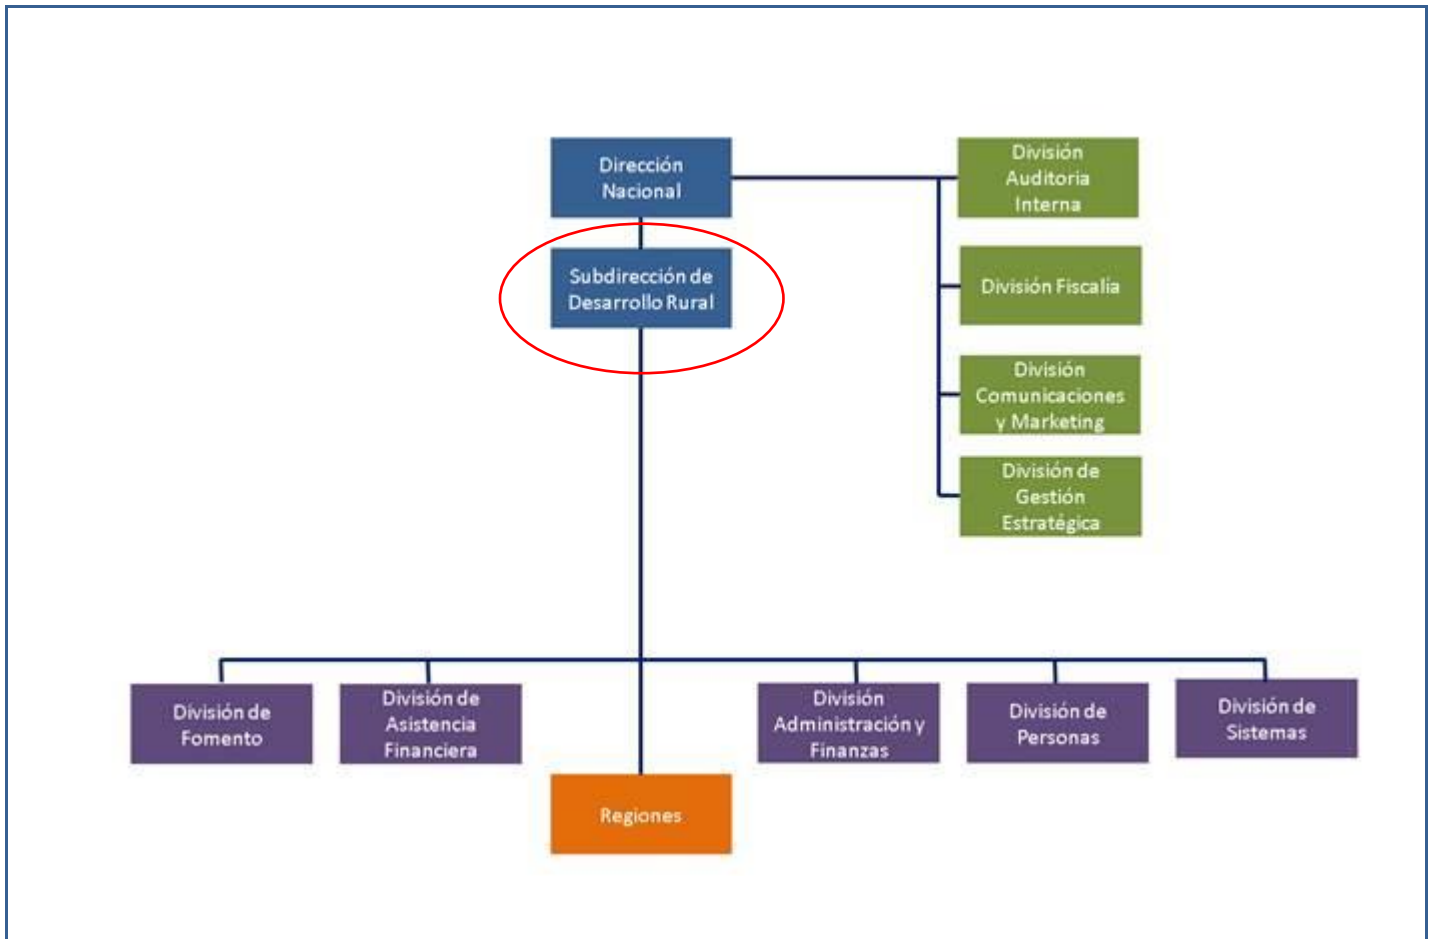 Dirección
Nacional
División
Auditoria
Interna
Subdirección de
Desarrollo Rural
División Fiscalía
División
Comunicaciones
y Marketing
División de
Gestión
Estratégica
División de
Fomento
División de
Asistencia
Financiera
División
Administración y
Finanzas
División de
Personas
División de
Sistemas
Regiones